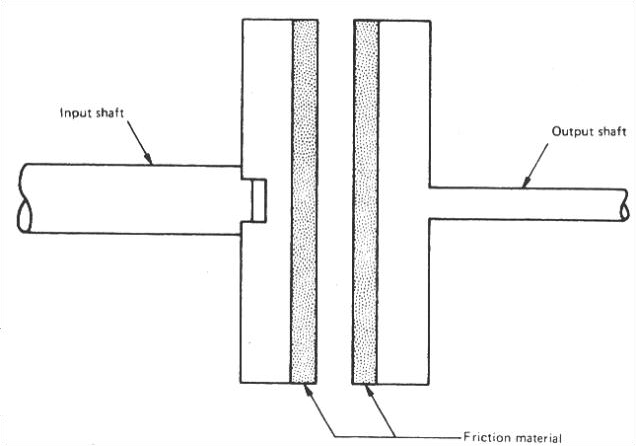 Input shaft
Output shaft
Friction material